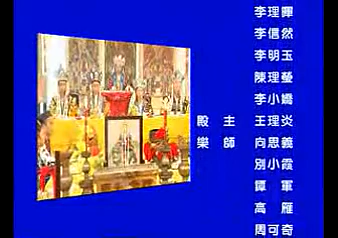 李理暉
李信然
李明玉
陳理瑩
李小嬌
殿 主 王理炎
樂 師 向思義
別小霞
譚 軍
高 雁
周可奇